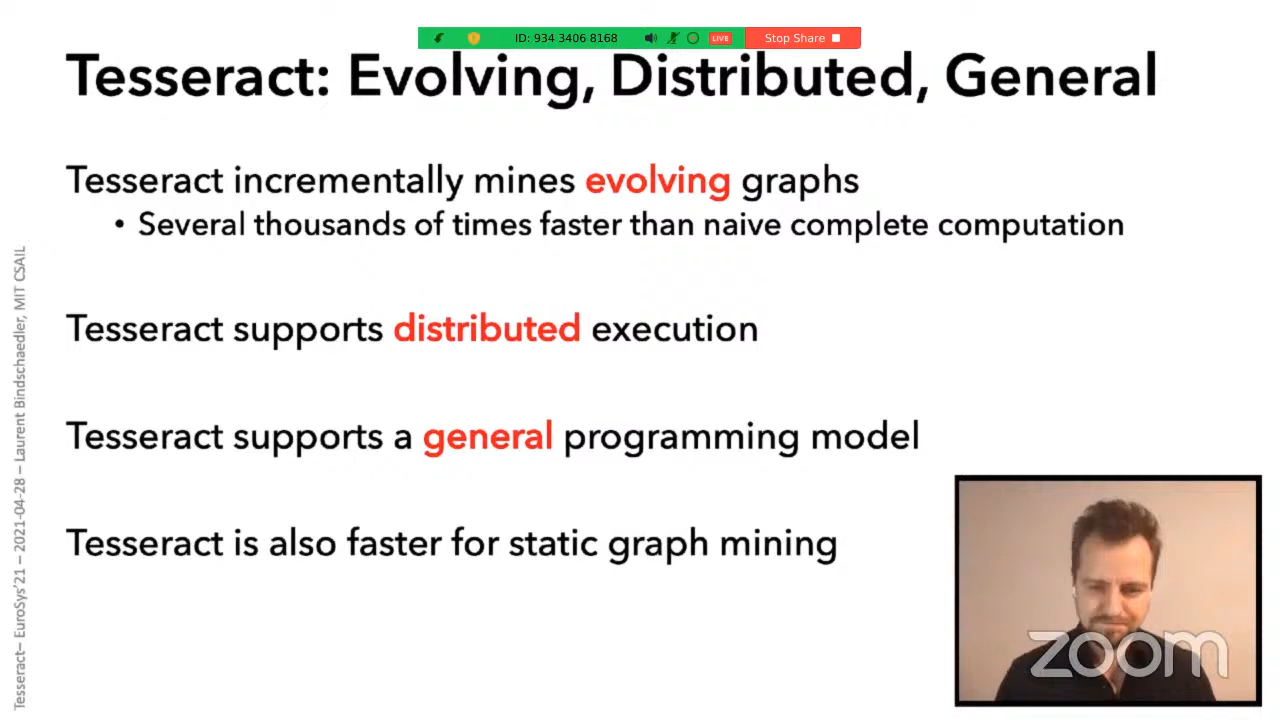 ID: 934 3406 8168
LIVE
Stop Share
Tesseract: Evolving, Distributed, General
Tesseract incrementally mines evolving graphs
• Several thousands of times faster than naive complete computation
Tesseract supports distributed execution
Tesseract supports a general programming model
Tesseract is also faster for static graph mining
Tesseract– EuroSys'21 – 2021-04-28 – Laurent Bindschaedler, MIT CSAIL
zoom